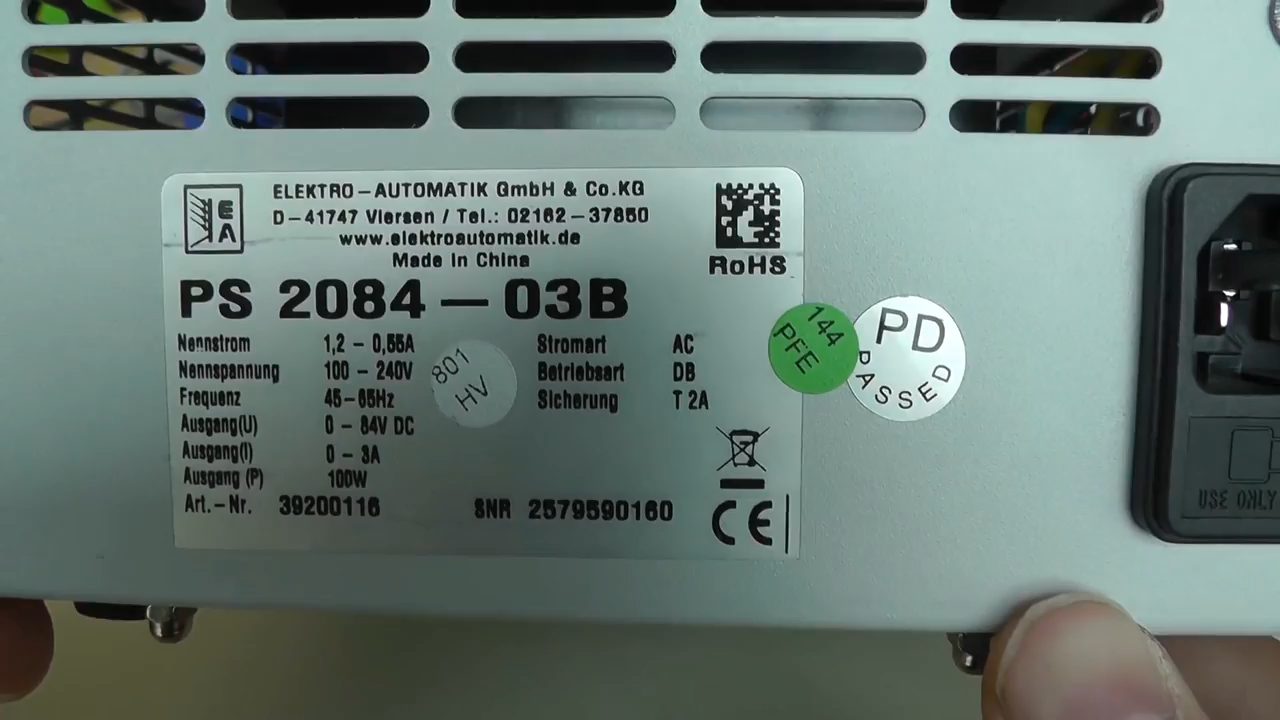 EA
ELEKTRO-AUTOMATIK GmbH & Co.KG
D-41747 Viersen / Tel.: 02162-37850
www.elektroautomatik.de
Made in China
RoHS
PS 2084-03B
Nennstrom 1,2 - 0,55A Stromart AC
Nennspannung 100 - 240V Betriebsart DB
Frequenz 45-65Hz Sicherung T 2A
Ausgang(U) 0 - 84V DC
Ausgang(I) 0 - 3A
Ausgang (P) 100W
Art.-Nr. 39200116 SNR 2579590160
CE
801
HV
144
PFE
PD
PASSED
USE ONLY